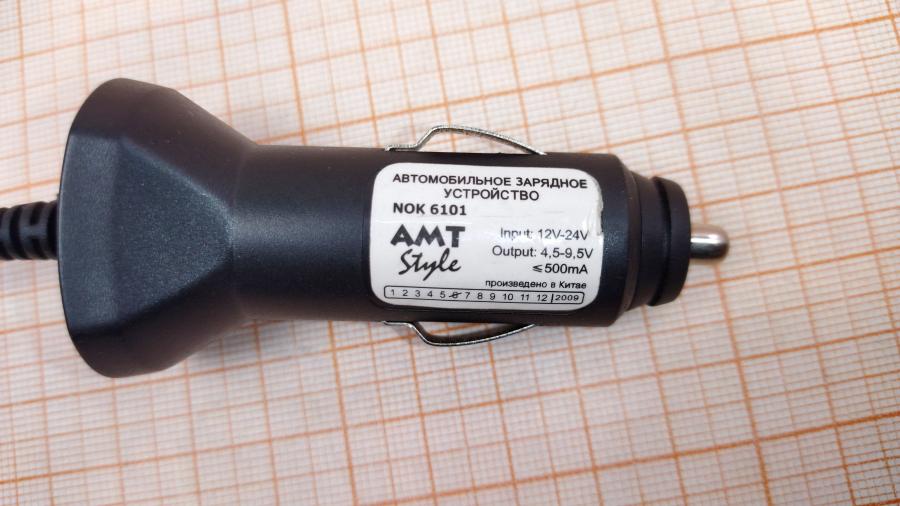 АВТОМОБИЛЬНОЕ ЗАРЯДНОЕ
УСТРОЙСТВО
NOK 6101
AMT
Style
Input: 12V-24V
Output: 4,5-9,5V
≤500mA
произведено в Китае
1 2 3 4 5 6 7 8 9 10 11 12 2009